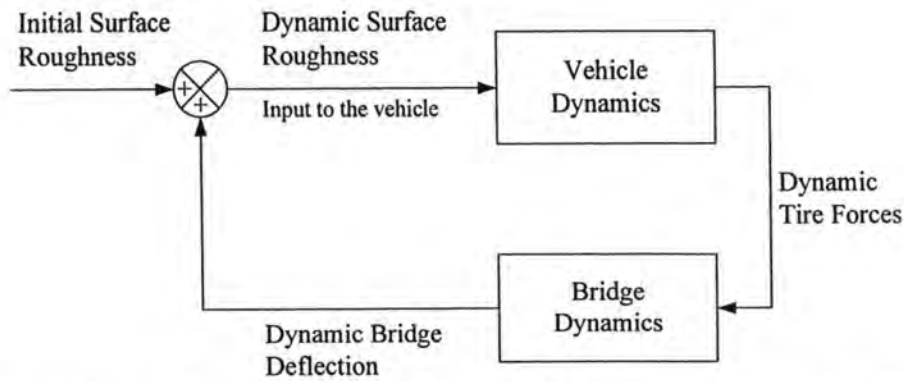 Initial Surface
Roughness
Dynamic Surface
Roughness
Input to the vehicle
+
+
Vehicle
Dynamics
Dynamic
Tire Forces
Bridge
Dynamics
Dynamic Bridge
Deflection